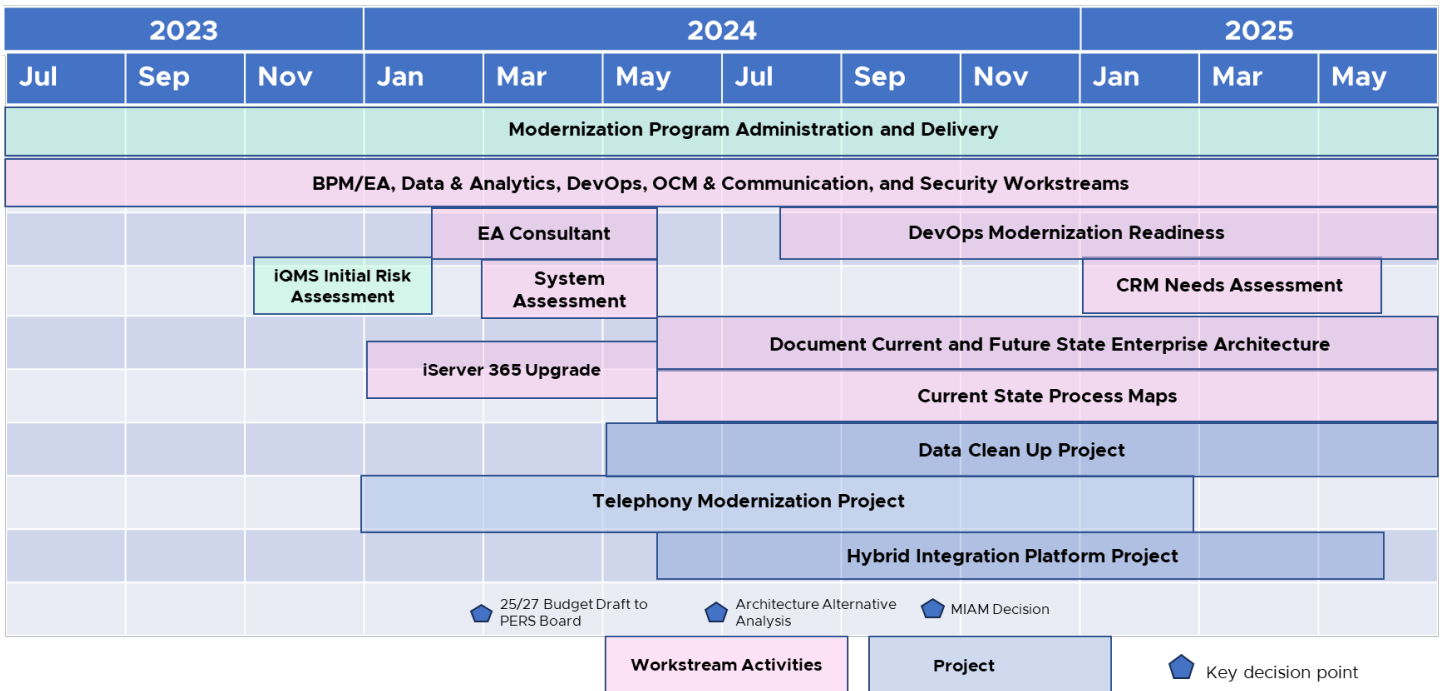 2023 2024 2025
Jul Sep Nov Jan Mar May Jul Sep Nov Jan Mar May
Modernization Program Administration and Delivery
BPM/EA, Data & Analytics, DevOps, OCM & Communication, and Security Workstreams
EA Consultant
DevOps Modernization Readiness
iQMS Initial Risk
Assessment
System
Assessment
CRM Needs Assessment
Document Current and Future State Enterprise Architecture
iServer 365 Upgrade
Current State Process Maps
Data Clean Up Project
Telephony Modernization Project
Hybrid Integration Platform Project
25/27 Budget Draft to
PERS Board
Architecture Alternative
Analysis
MIAM Decision
Workstream Activities
Project
Key decision point